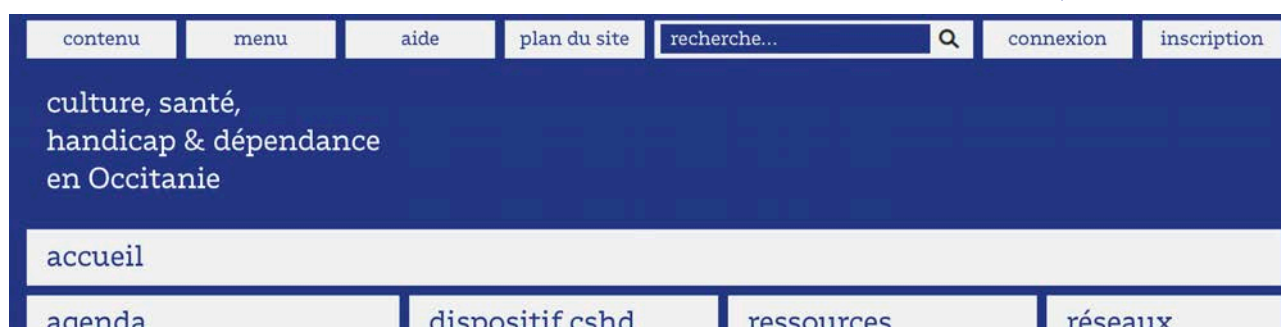 contenu menu aide plan du site recherche... connexion inscription
culture, santé,
handicap & dépendance
en Occitanie
accueil
agenda dispositif cshd ressources réseaux